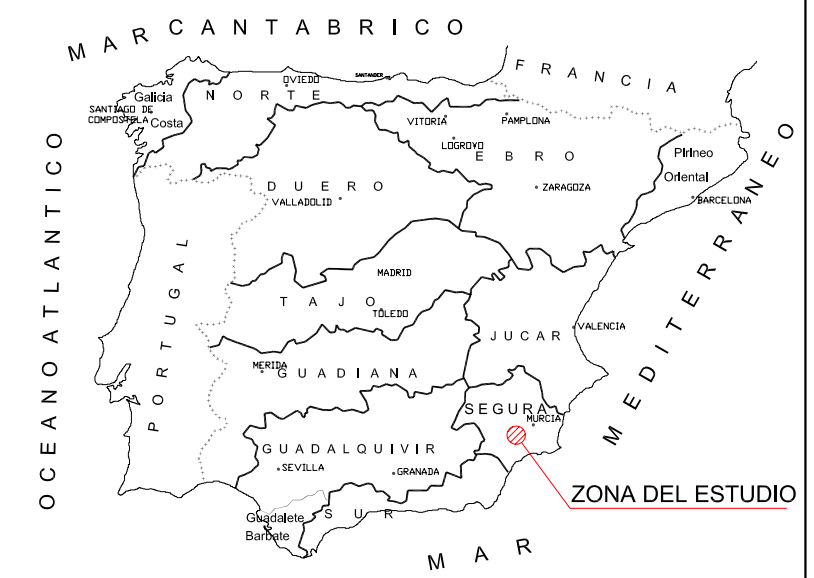 MAR CANTABRICO
FRANCIA
OVIEDO
SANTANDER
Galicia
NORTE
SANTIAGO DE
COMPOSTELA
Costa
VITORIA
PAMPLONA
LOGROYO
EBRO
Pirineo
Oriental
DUERO
ZARAGOZA
VALLADOLID
BARCELONA
OCEANO ATLANTICO
PORTUGAL
MADRID
TAJO
TOLEDO
VALENCIA
JUCAR
MERIDA
GUADIANA
SEGURA
MURCIA
GUADALQUIVIR
SEVILLA
GRANADA
ZONA DEL ESTUDIO
Guadalete
Barbate
SUR
MAR
MEDITERRANEO